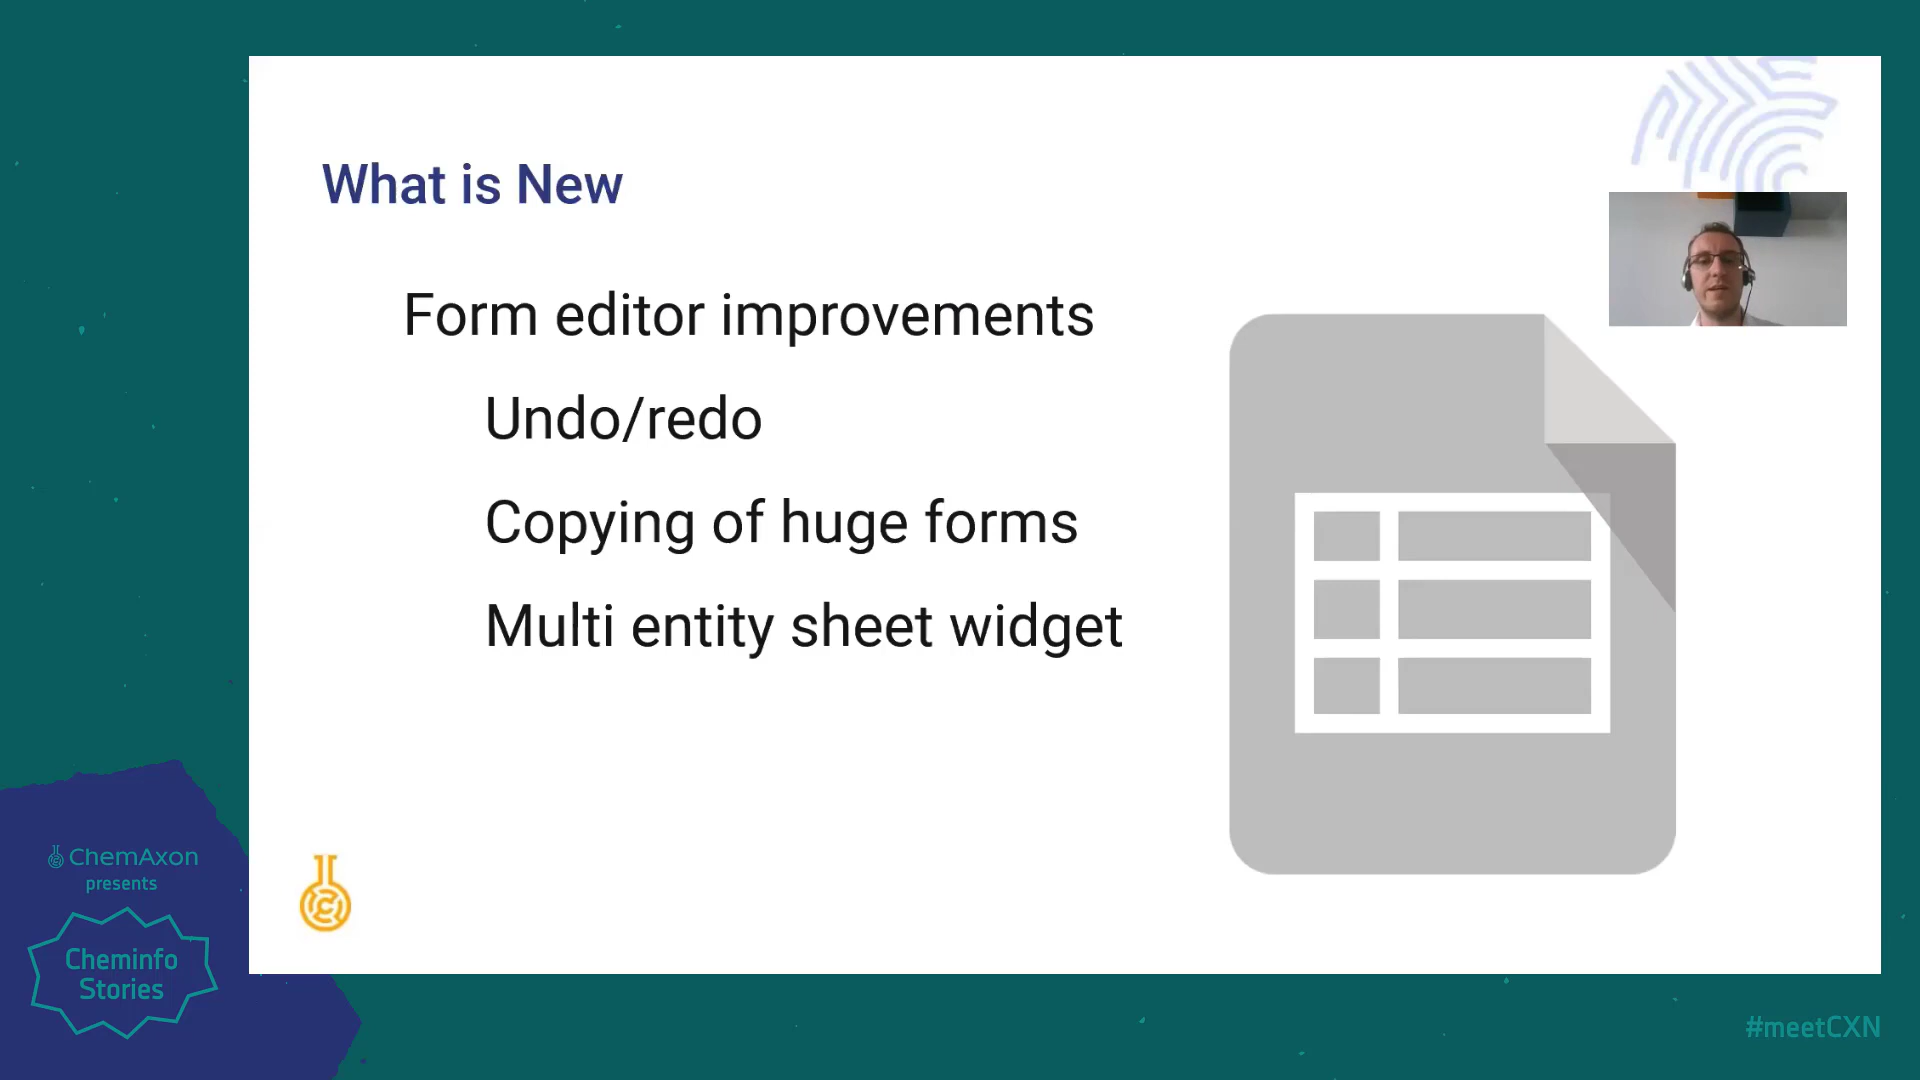 What is New
Form editor improvements
Undo/redo
Copying of huge forms
Multi entity sheet widget
ChemAxon
presents
Cheminfo
Stories
#meetCXN